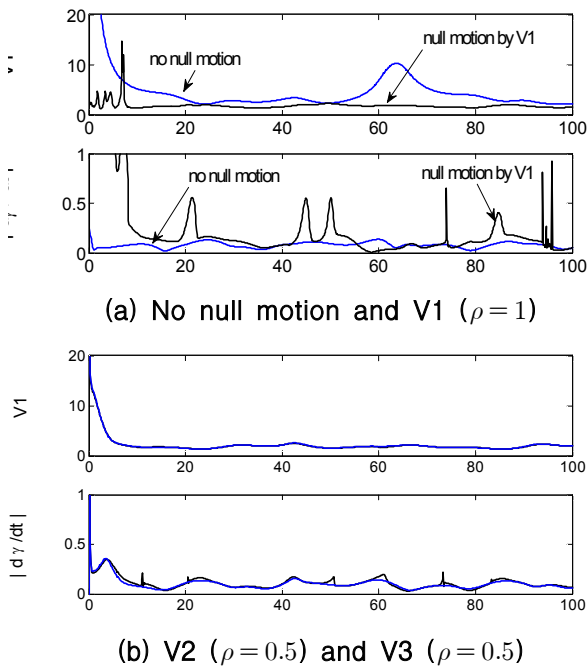 V1
20
10
0
no null motion
null motion by V1
0 20 40 60 80 100
1
0.5
0
no null motion
null motion by V1
0 20 40 60 80 100
(a) No null motion and V1 (ρ = 1)
V1
20
10
0
0 20 40 60 80 100
| d γ/dt |
1
0.5
0
0 20 40 60 80 100
(b) V2 (ρ = 0.5) and V3 (ρ = 0.5)